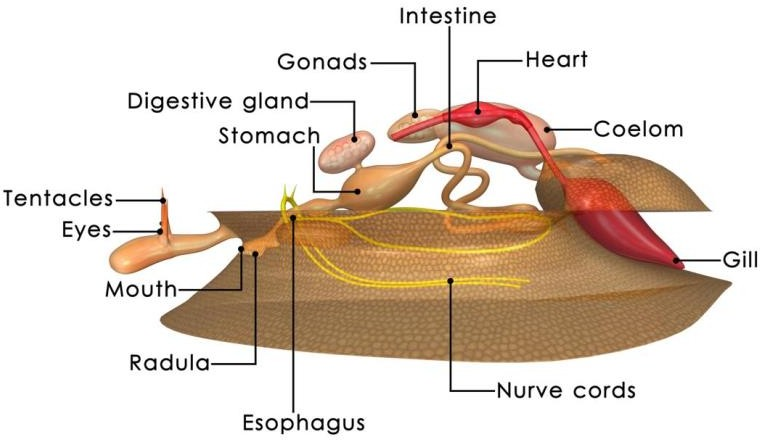 Intestine
Gonads
Heart
Digestive gland
Stomach
Coelom
Tentacles
Eyes
Gill
Mouth
Radula
Nurve cords
Esophagus